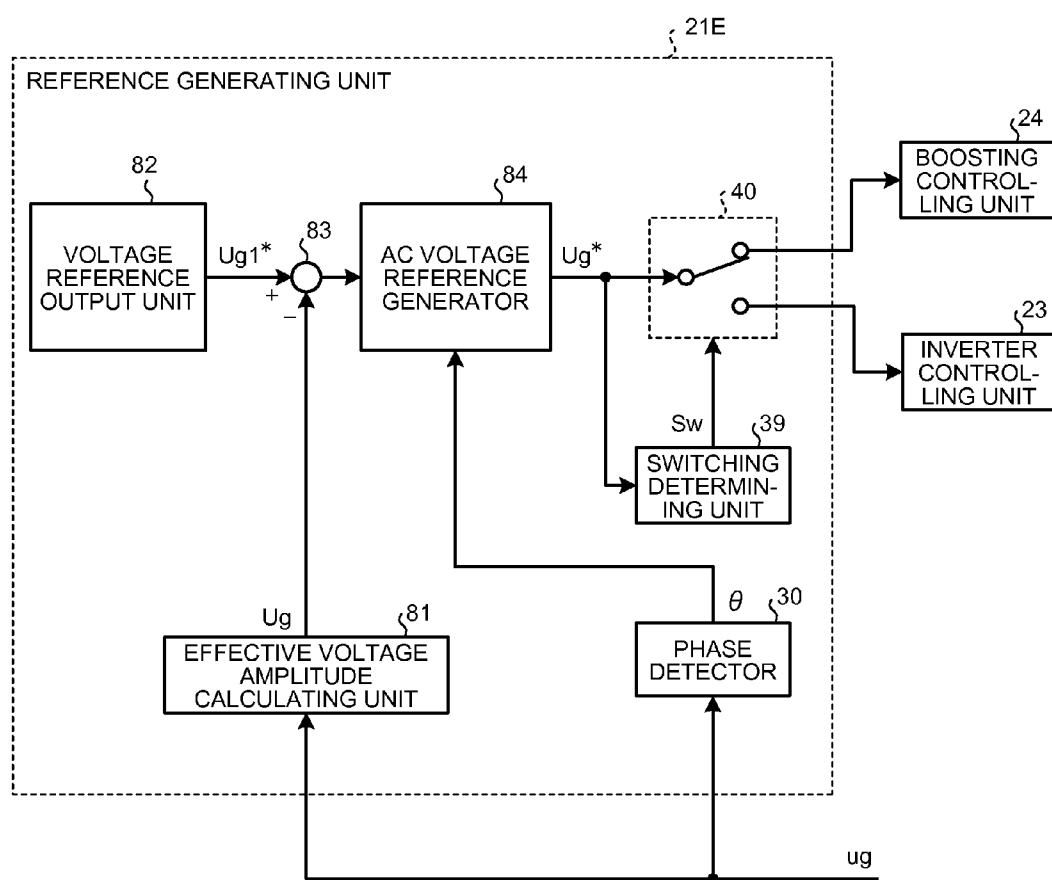 21E
REFERENCE GENERATING UNIT
24
BOOSTING
CONTROL-
LING UNIT
82
VOLTAGE
REFERENCE
OUTPUT UNIT
Ug1*
83
+
−
84
AC VOLTAGE
REFERENCE
GENERATOR
Ug*
40
23
INVERTER
CONTROL-
LING UNIT
Sw
39
SWITCHING
DETERMIN-
ING UNIT
Ug
81
EFFECTIVE VOLTAGE
AMPLITUDE
CALCULATING UNIT
θ
30
PHASE
DETECTOR
ug